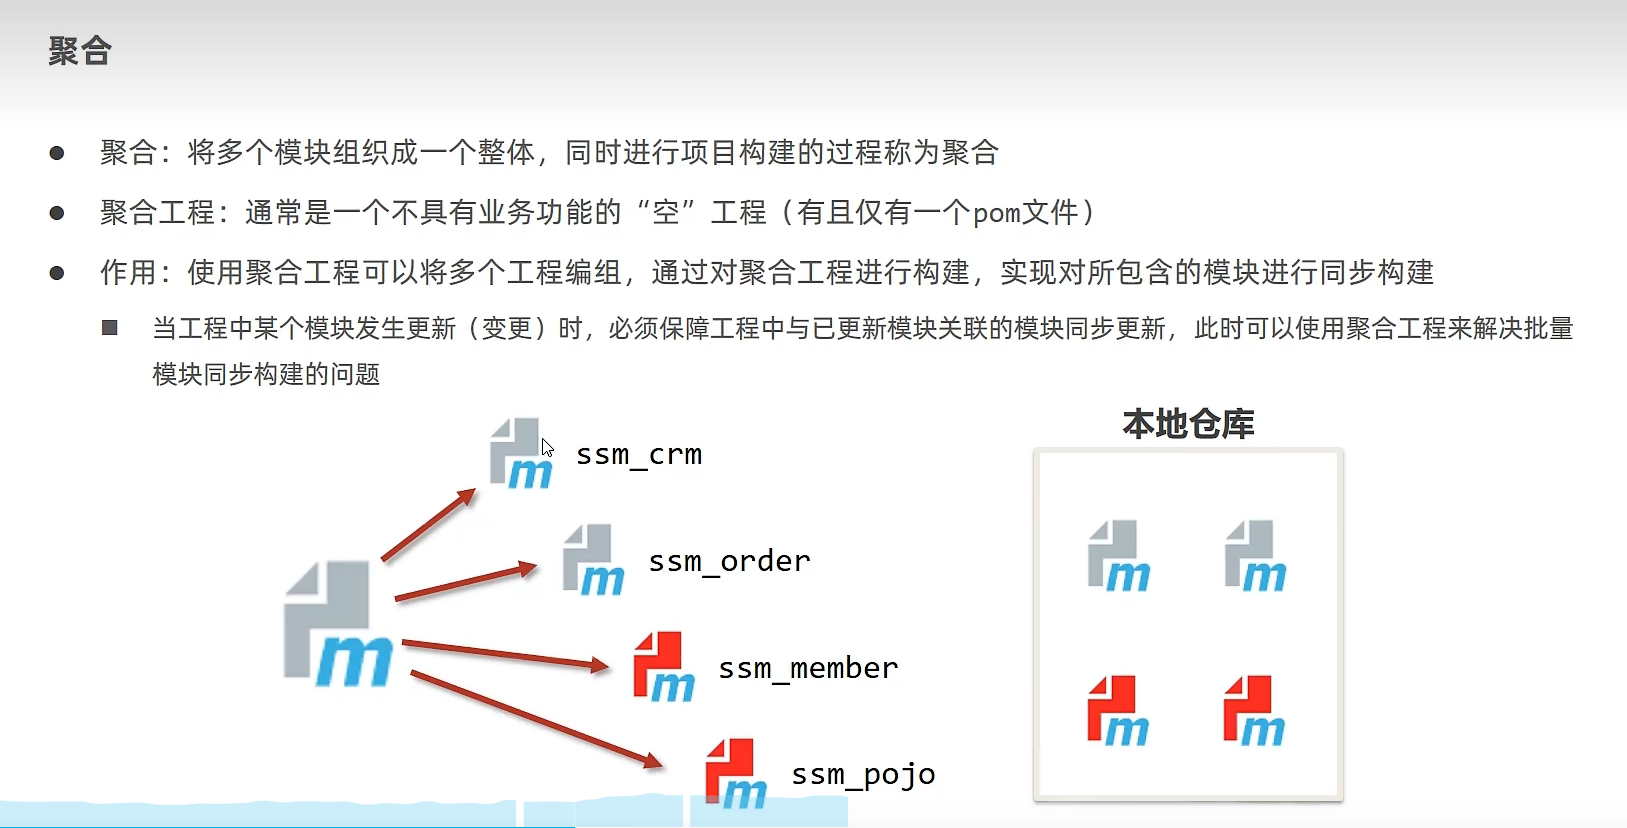 聚合
聚合：将多个模块组织成一个整体，同时进行项目构建的过程称为聚合
聚合工程：通常是一个不具有业务功能的“空”工程（有且仅有一个pom文件）
作用：使用聚合工程可以将多个工程编组，通过对聚合工程进行构建，实现对所包含的模块进行同步构建
当工程中某个模块发生更新（变更）时，必须保障工程中与已更新模块关联的模块同步更新，此时可以使用聚合工程来解决批量
模块同步构建的问题
本地仓库
m
ssm_crm
m
ssm_order
m
m
m
m
ssm_member
m
m
m
ssm_pojo